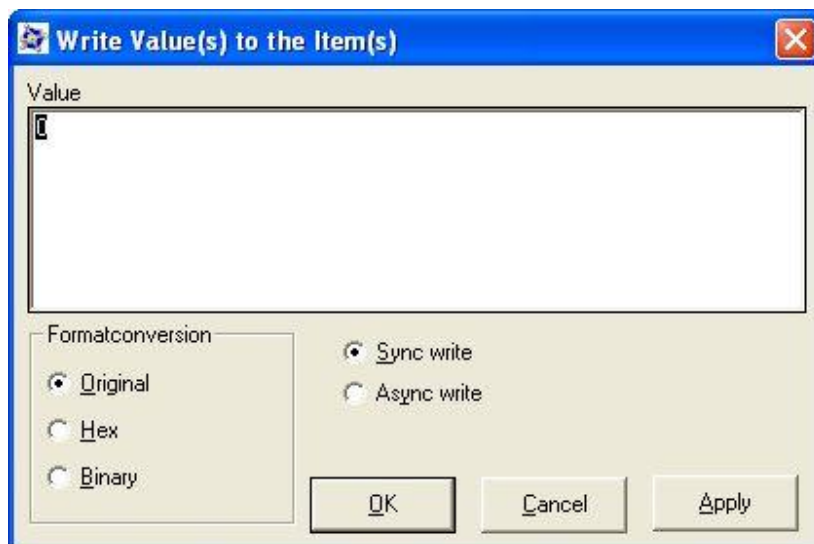 Write Value(s) to the Item(s)
Value
0
Formatconversion
Original
Hex
Binary
Sync write
Async write
OK
Cancel
Apply